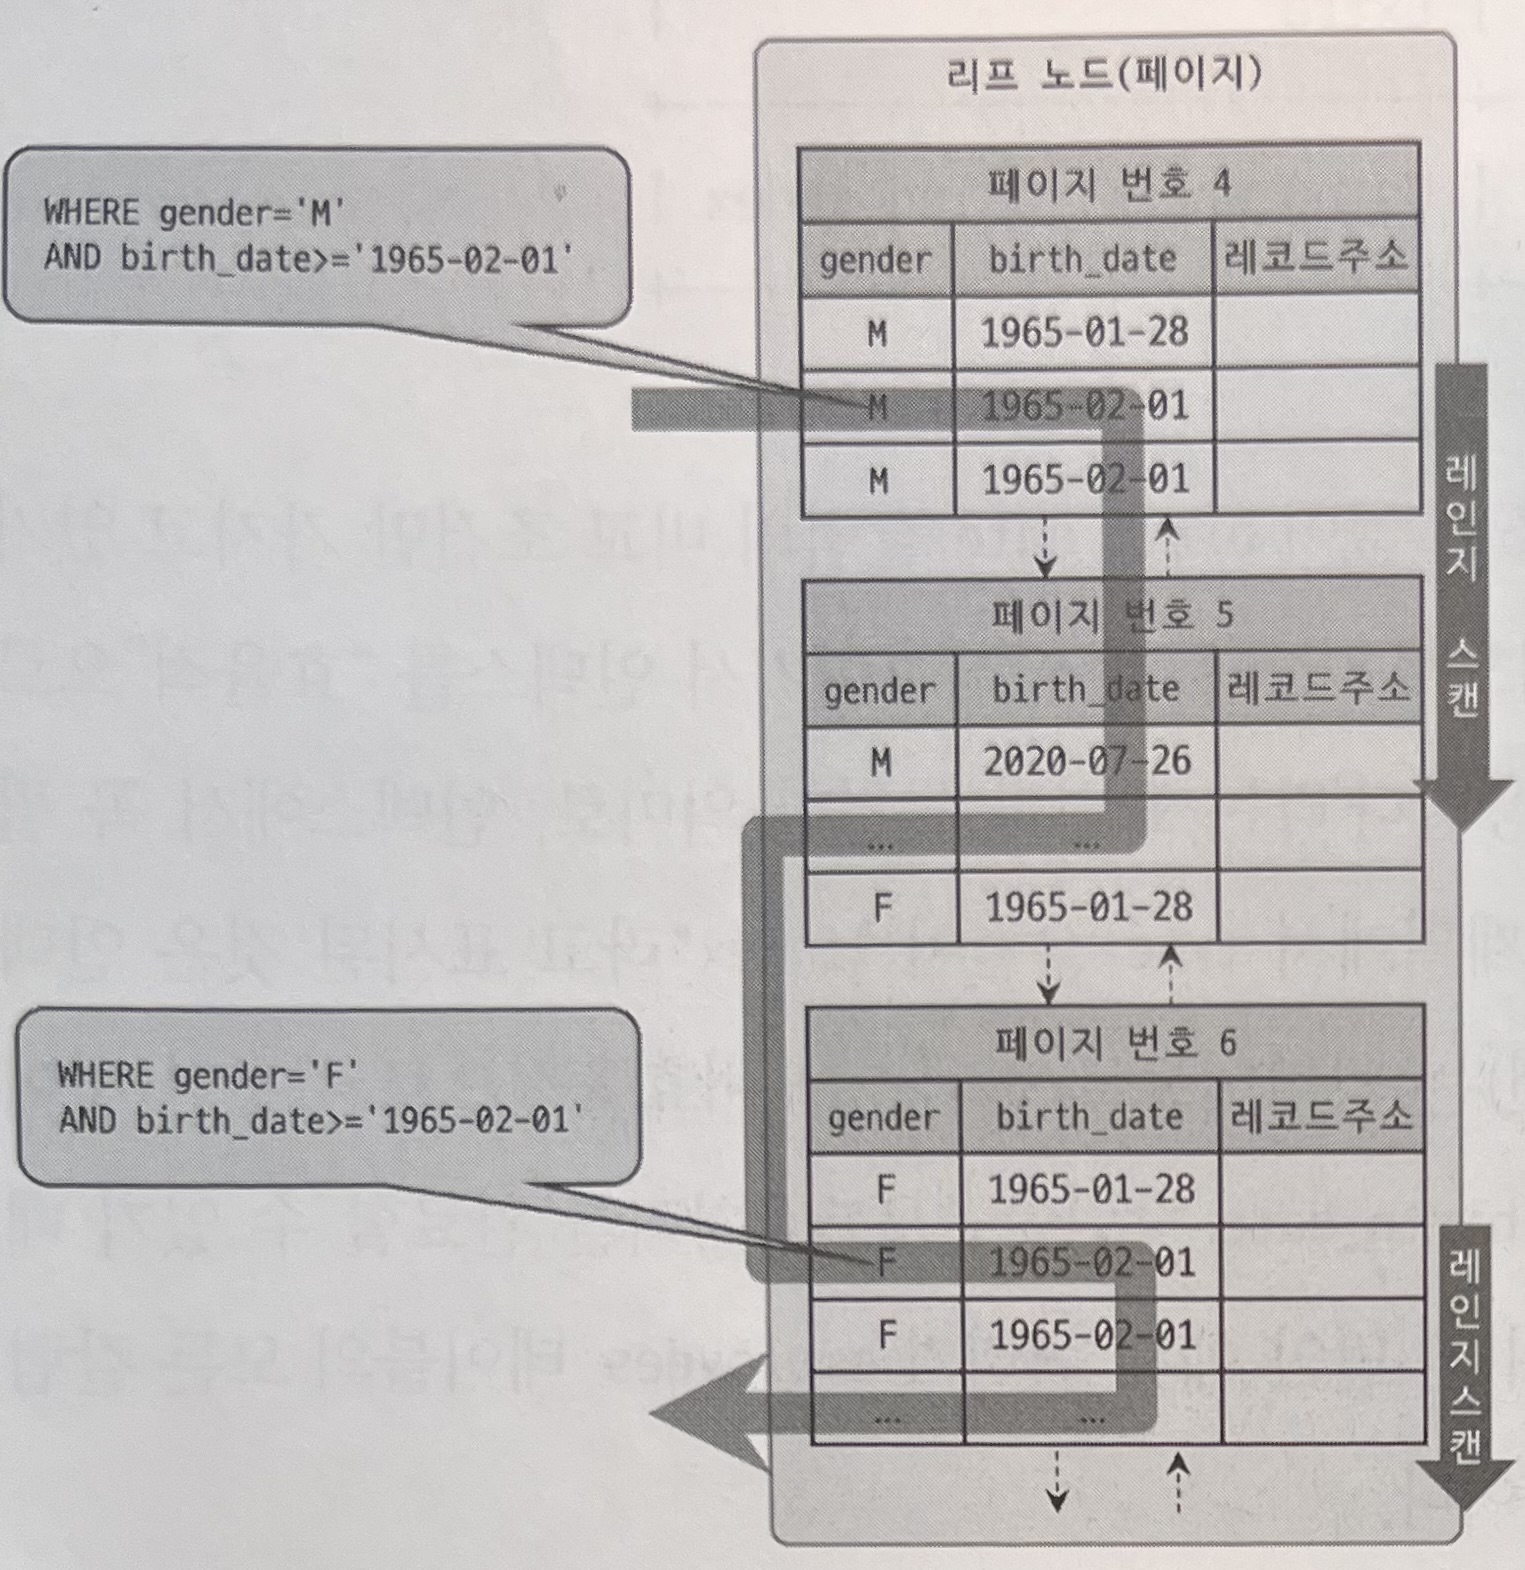 리프 노드(페이지)
WHERE gender='M'
AND birth_date>='1965-02-01'
페이지 번호 4
gender birth_date 레코드주소
M 1965-01-28
M 1965-02-01
M 1965-02-01
레인지 스캔
페이지 번호 5
gender birth_date 레코드주소
M 2020-07-26
... ...
F 1965-01-28
WHERE gender='F'
AND birth_date>='1965-02-01'
페이지 번호 6
gender birth_date 레코드주소
F 1965-01-28
F 1965-02-01
F 1965-02-01
... ...
레인지스캔